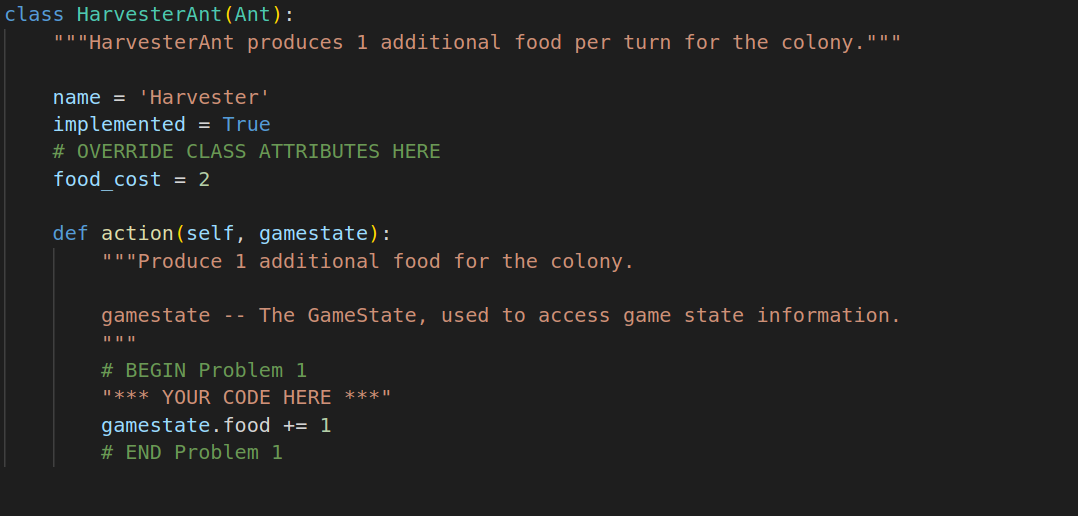 class HarvesterAnt(Ant):
    """HarvesterAnt produces 1 additional food per turn for the colony."""

    name = 'Harvester'
    implemented = True
    # OVERRIDE CLASS ATTRIBUTES HERE
    food_cost = 2

    def action(self, gamestate):
        """Produce 1 additional food for the colony.

        gamestate -- The GameState, used to access game state information.
        """
        # BEGIN Problem 1
        "*** YOUR CODE HERE ***"
        gamestate.food += 1
        # END Problem 1